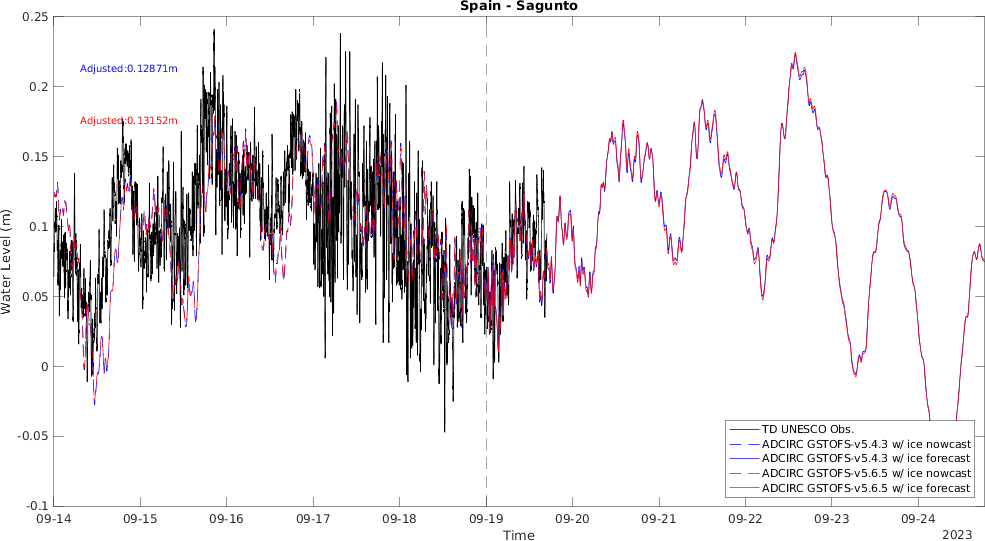 Spain - Sagunto
0.25
0.2
0.15
0.1
0.05
0
-0.05
-0.1
Water Level (m)
Adjusted:0.12871m
Adjusted:0.13152m
TD UNESCO Obs.
ADCIRC GSTOFS-v5.4.3 w/ ice nowcast
ADCIRC GSTOFS-v5.4.3 w/ ice forecast
ADCIRC GSTOFS-v5.6.5 w/ ice nowcast
ADCIRC GSTOFS-v5.6.5 w/ ice forecast
09-14 09-15 09-16 09-17 09-18 09-19 09-20 09-21 09-22 09-23 09-24
Time
2023